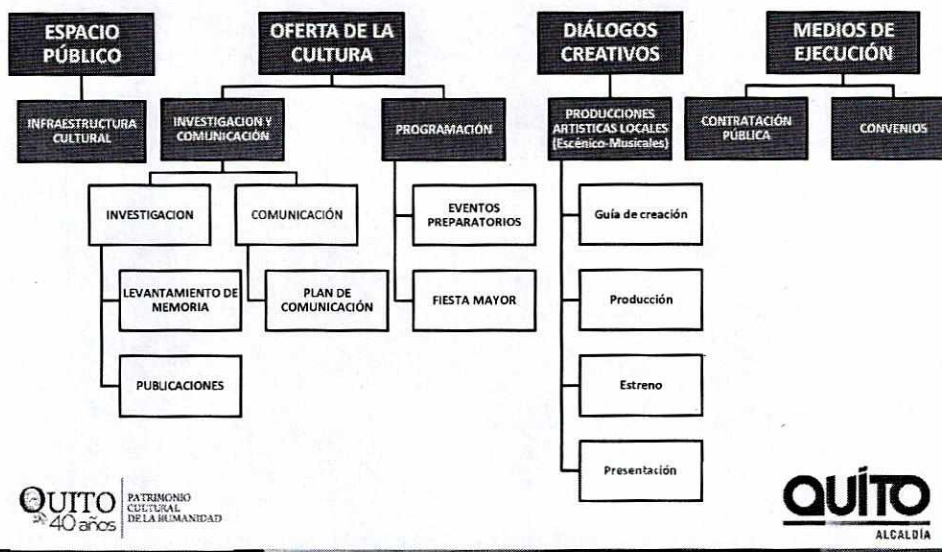 ESPACIO
PÚBLICO
OFERTA DE LA
CULTURA
DIÁLOGOS
CREATIVOS
MEDIOS DE
EJECUCIÓN
INFRAESTRUCTURA
CULTURAL
INVESTIGACION Y
COMUNICACIÓN
PROGRAMACIÓN
PRODUCCIONES
ARTISTICAS LOCALES
(Escénico-Musicales)
CONTRATACIÓN
PÚBLICA
CONVENIOS
INVESTIGACION
COMUNICACIÓN
EVENTOS
PREPARATORIOS
Guía de creación
LEVANTAMIENTO DE
MEMORIA
PLAN DE
COMUNICACIÓN
FIESTA MAYOR
Producción
PUBLICACIONES
Estreno
Presentación
QUITO
40 años
PATRIMONIO
CULTURAL
DE LA HUMANIDAD
QUITO
ALCALDÍA